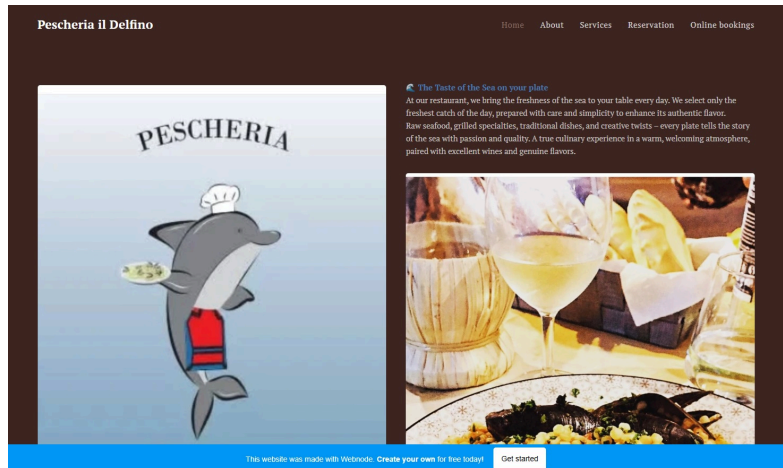 Pescheria il Delfino
Home About Services Reservation Online bookings
PESCHERIA
The Taste of the Sea on your plate
At our restaurant, we bring the freshness of the sea to your table every day. We select only the
freshest catch of the day, prepared with care and simplicity to enhance its authentic flavor.
Raw seafood, grilled specialties, traditional dishes, and creative twists – every plate tells the story
of the sea with passion and quality. A true culinary experience in a warm, welcoming atmosphere,
paired with excellent wines and genuine flavors.
This website was made with Webnode. Create your own for free today! Get started